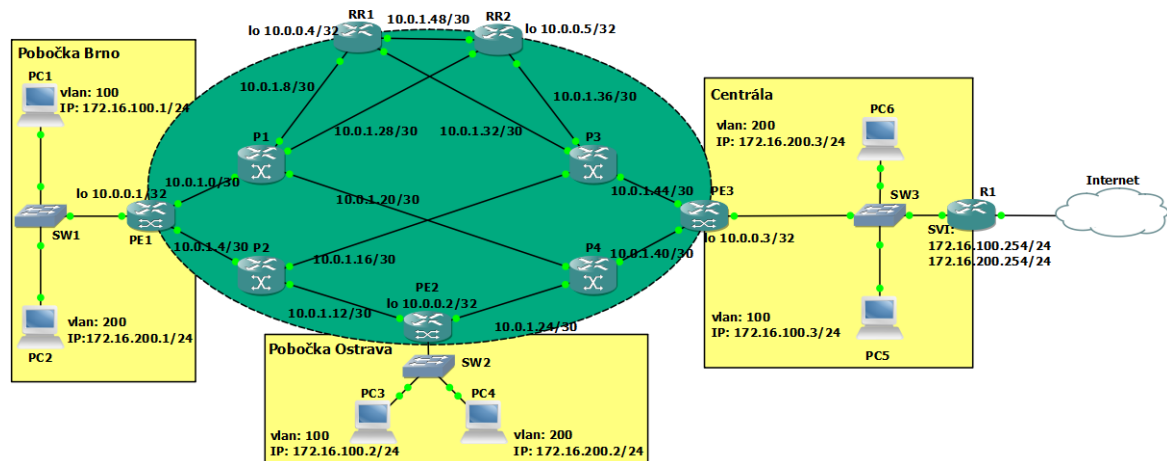 RR1
10.0.1.48/30
RR2
lo 10.0.0.4/32
lo 10.0.0.5/32
Pobočka Brno
PC1
vlan: 100
IP: 172.16.100.1/24
SW1
vlan: 200
IP:172.16.200.1/24
PC2
lo 10.0.0.1/32
PE1
10.0.1.0/30
10.0.1.4/30
10.0.1.8/30
P1
10.0.1.28/30
10.0.1.32/30
10.0.1.36/30
P3
10.0.1.20/30
P2
10.0.1.16/30
10.0.1.44/30
PE3
lo 10.0.0.3/32
P4
10.0.1.40/30
PE2
lo 10.0.0.2/32
10.0.1.12/30
10.0.1.24/30
Pobočka Ostrava
SW2
PC3
PC4
vlan: 100
IP: 172.16.100.2/24
vlan: 200
IP: 172.16.200.2/24
Centrála
PC6
vlan: 200
IP: 172.16.200.3/24
SW3
R1
SVI:
172.16.100.254/24
172.16.200.254/24
vlan: 100
IP: 172.16.100.3/24
PC5
Internet